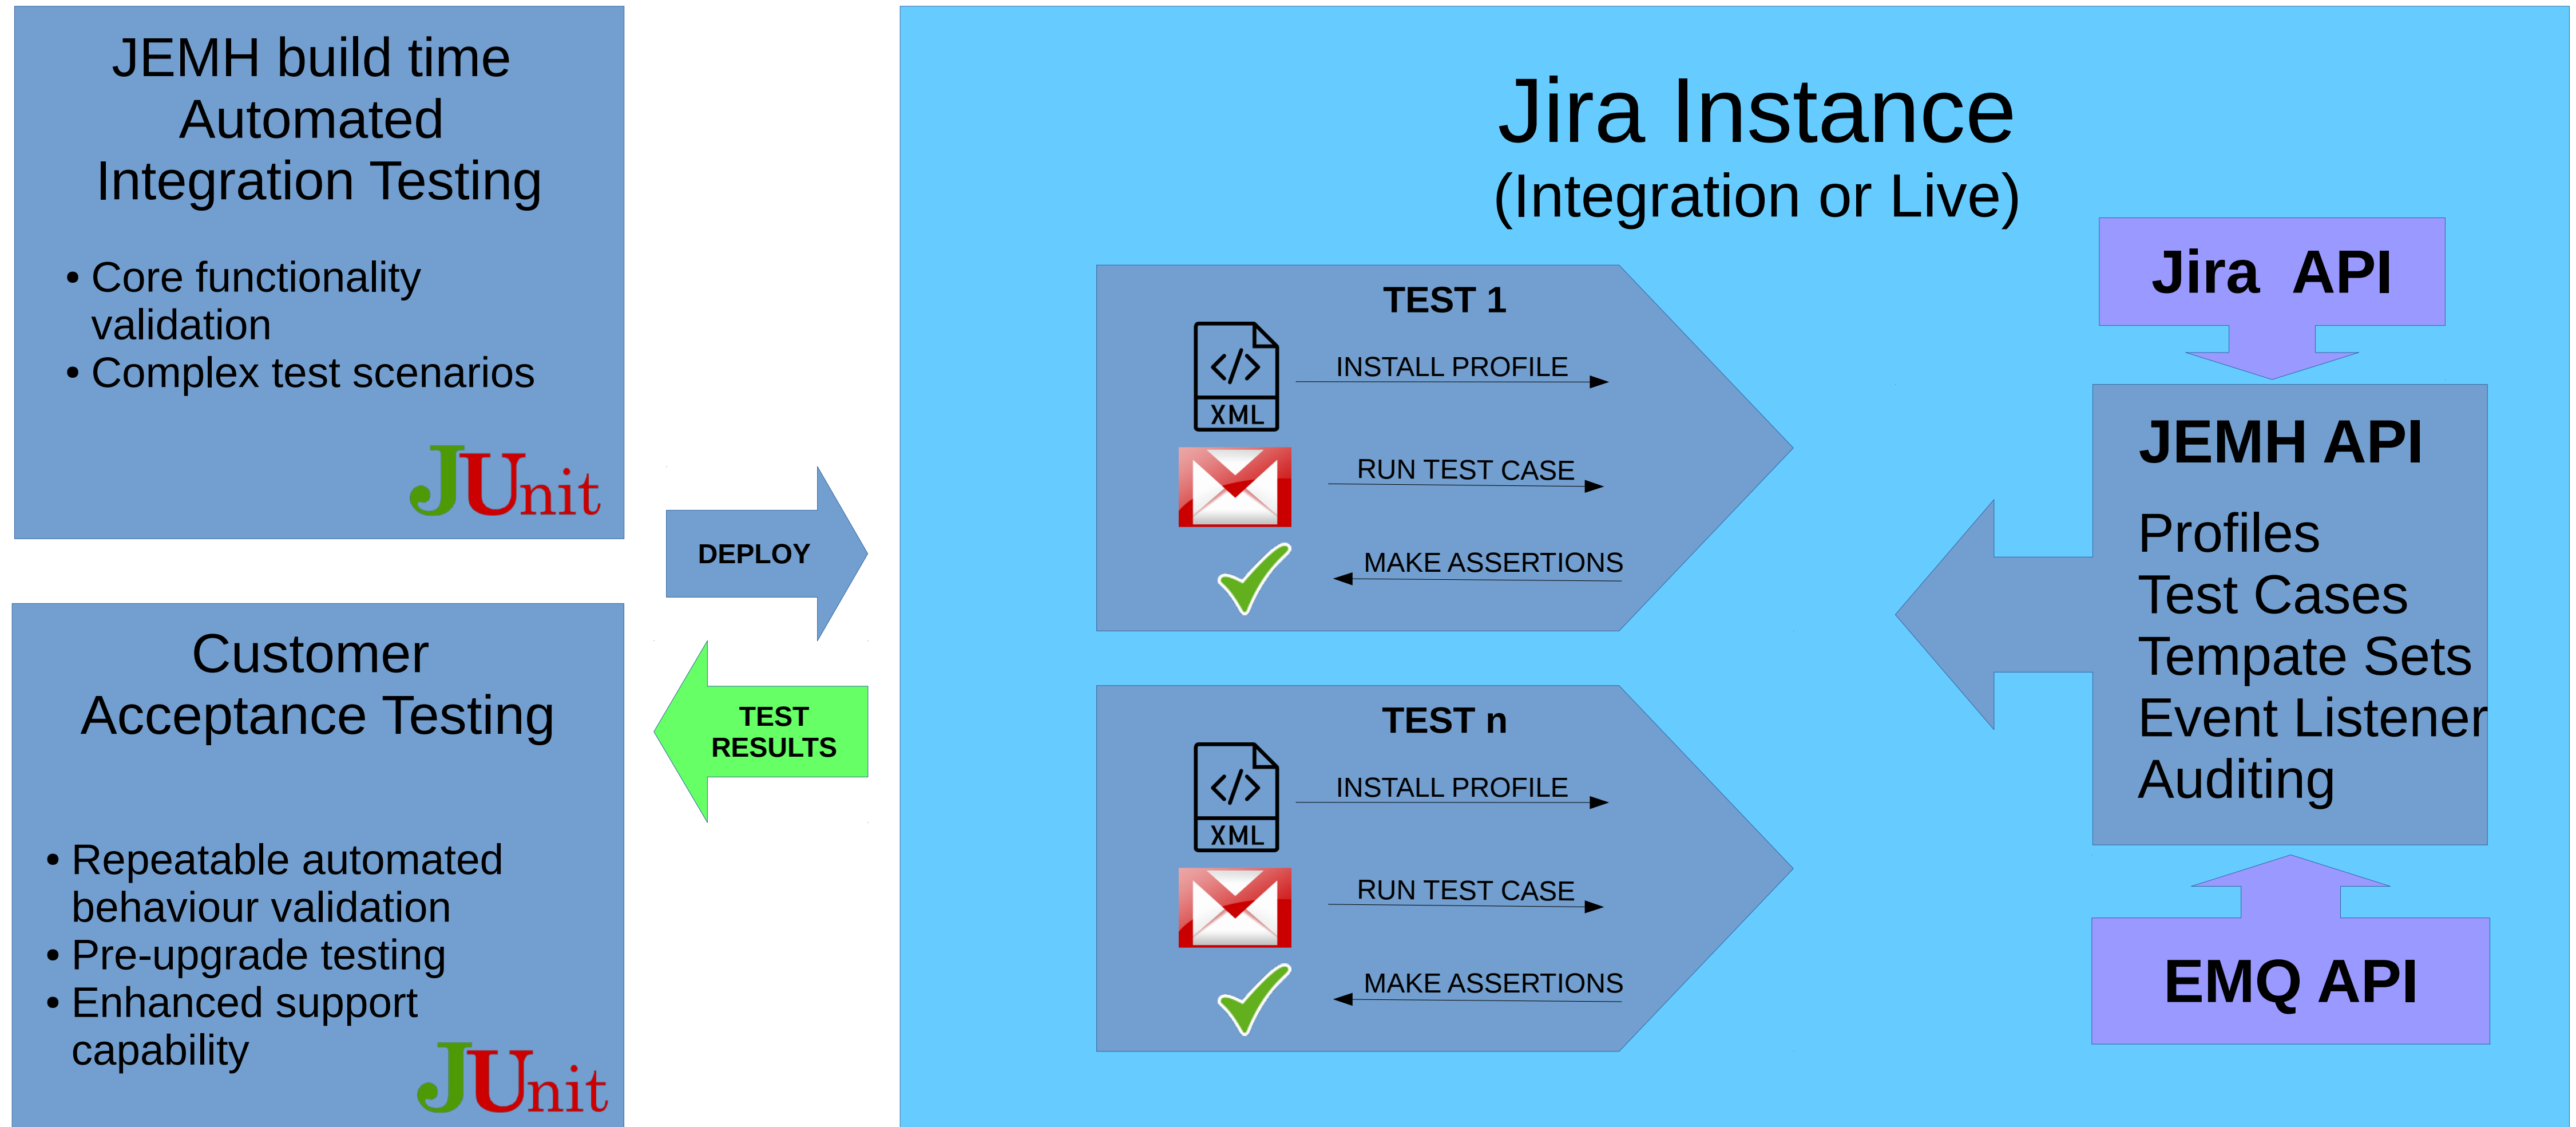 JEMH build time
Automated
Integration Testing
• Core functionality
validation
• Complex test scenarios
JUnit
Customer
Acceptance Testing
• Repeatable automated
behaviour validation
• Pre-upgrade testing
• Enhanced support
capability
JUnit
DEPLOY
TEST
RESULTS
Jira Instance
(Integration or Live)
TEST 1
</>
XML
INSTALL PROFILE
RUN TEST CASE
MAKE ASSERTIONS
TEST n
</>
XML
INSTALL PROFILE
RUN TEST CASE
MAKE ASSERTIONS
Jira API
JEMH API
Profiles
Test Cases
Tempate Sets
Event Listener
Auditing
EMQ API